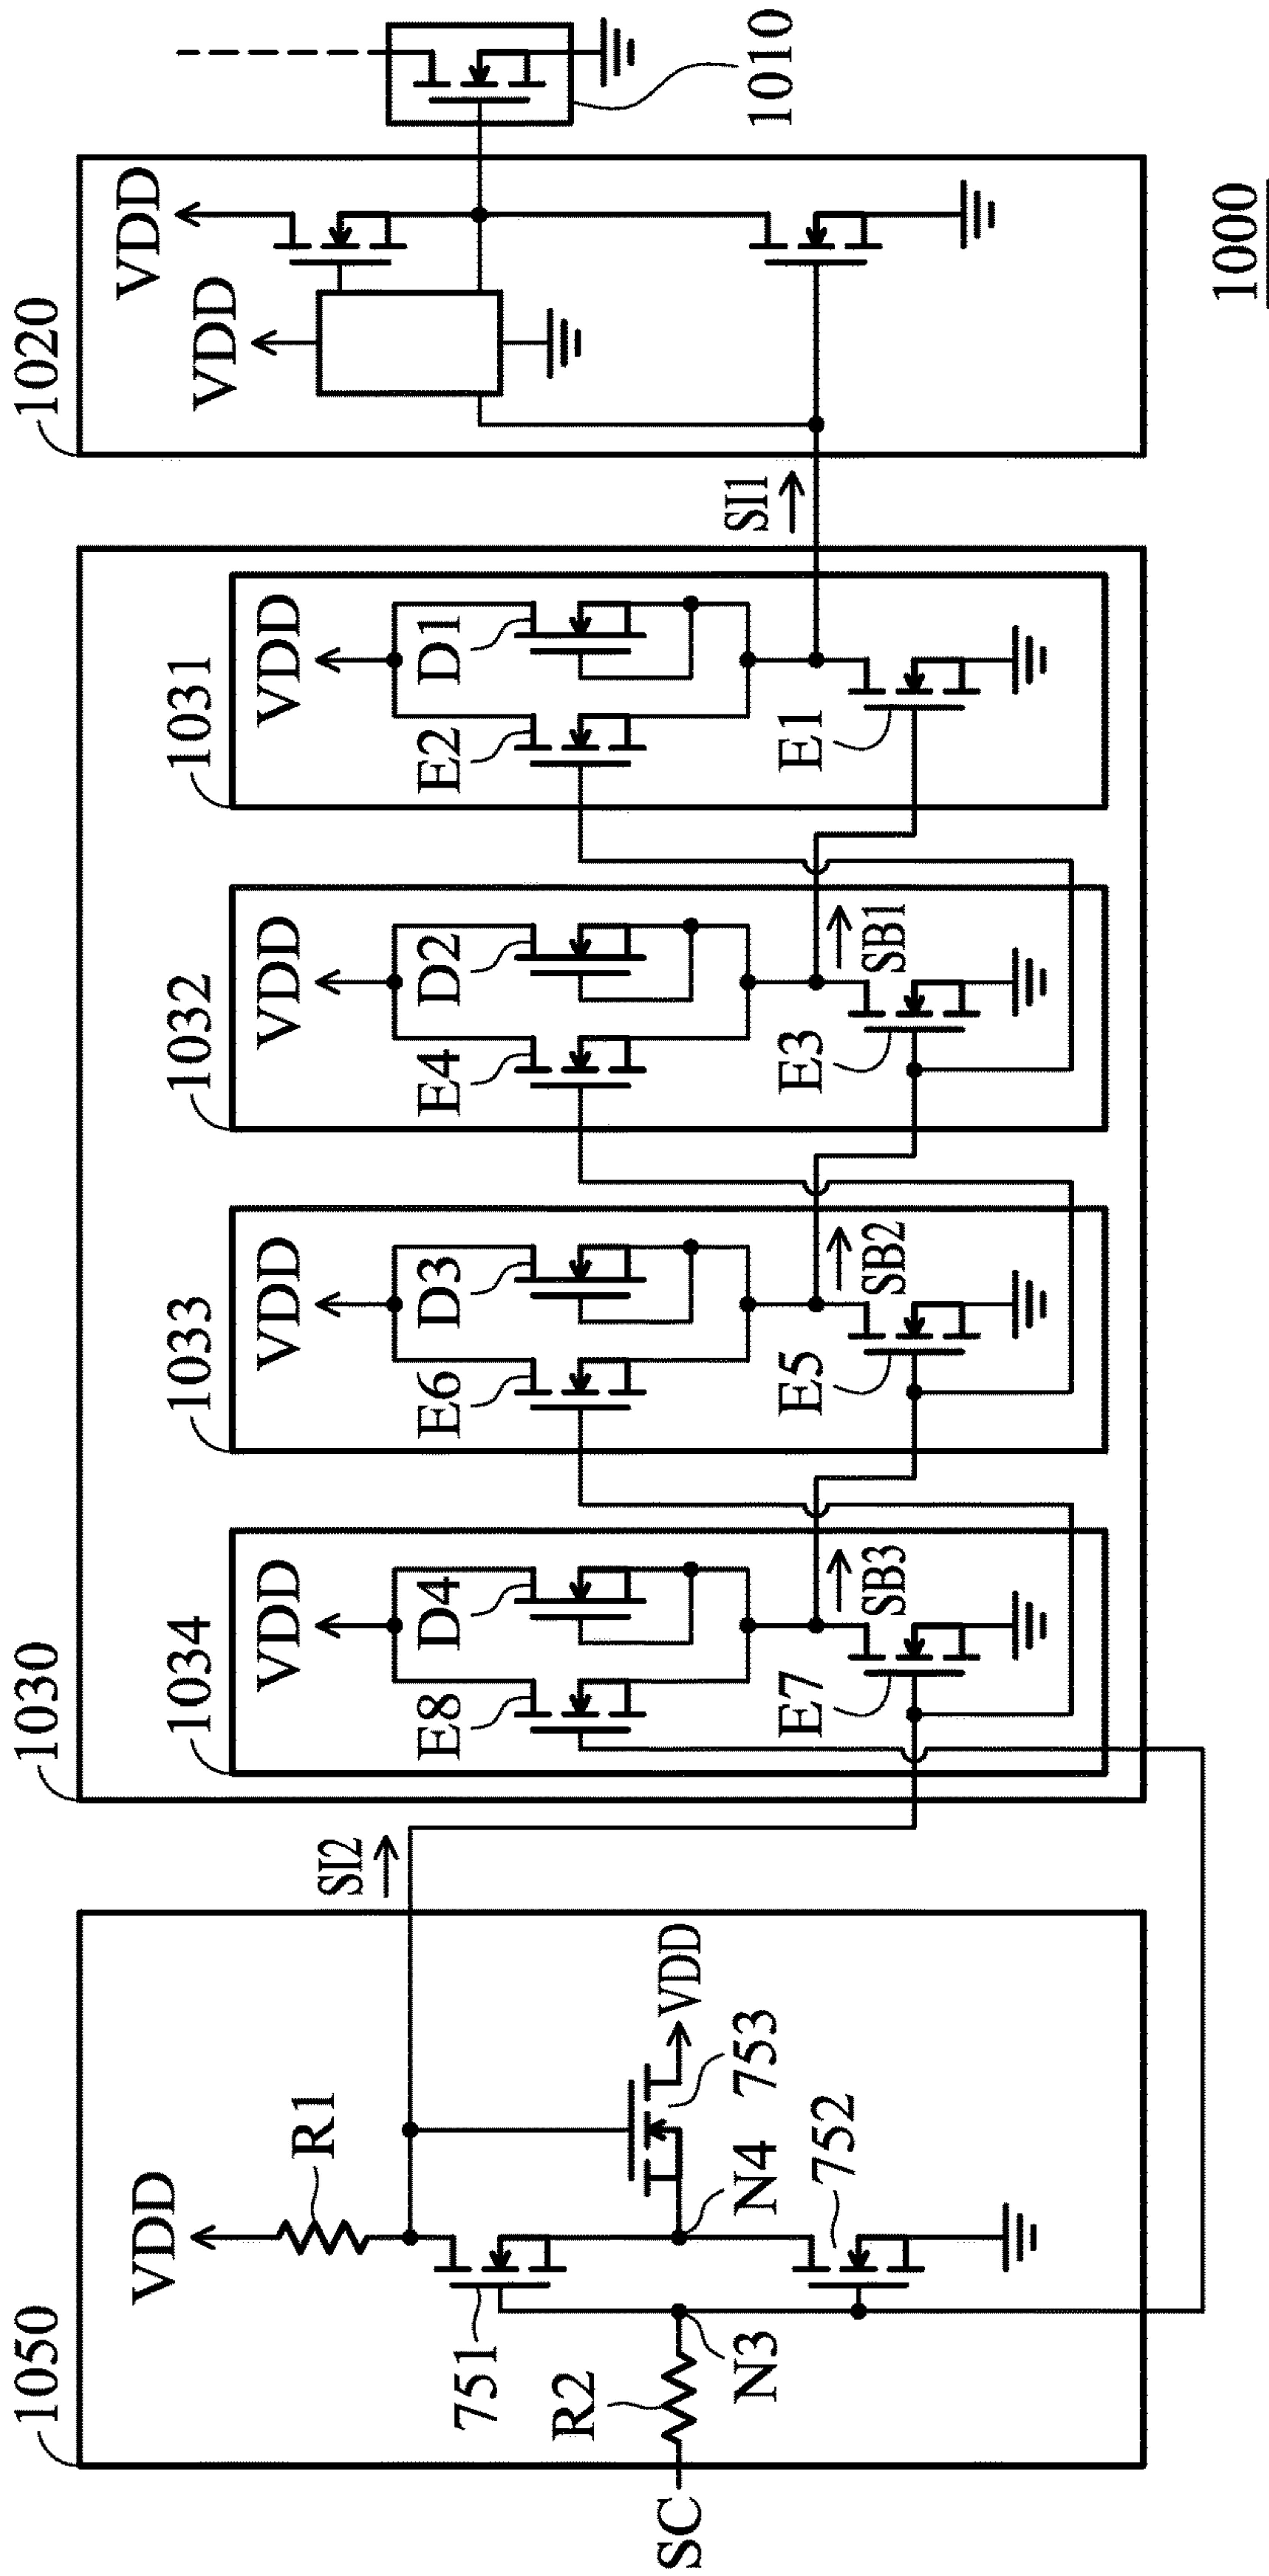 1050
VDD
R1
SI2
751
753
VDD
R2
N3
N4
752
SC
1030
1034
VDD
E8
D4
E7
SB3
1033
VDD
E6
D3
E5
SB2
1032
VDD
E4
D2
E3
SB1
1031
VDD
E2
D1
E1
SI1
1020
VDD
VDD
1010
1000